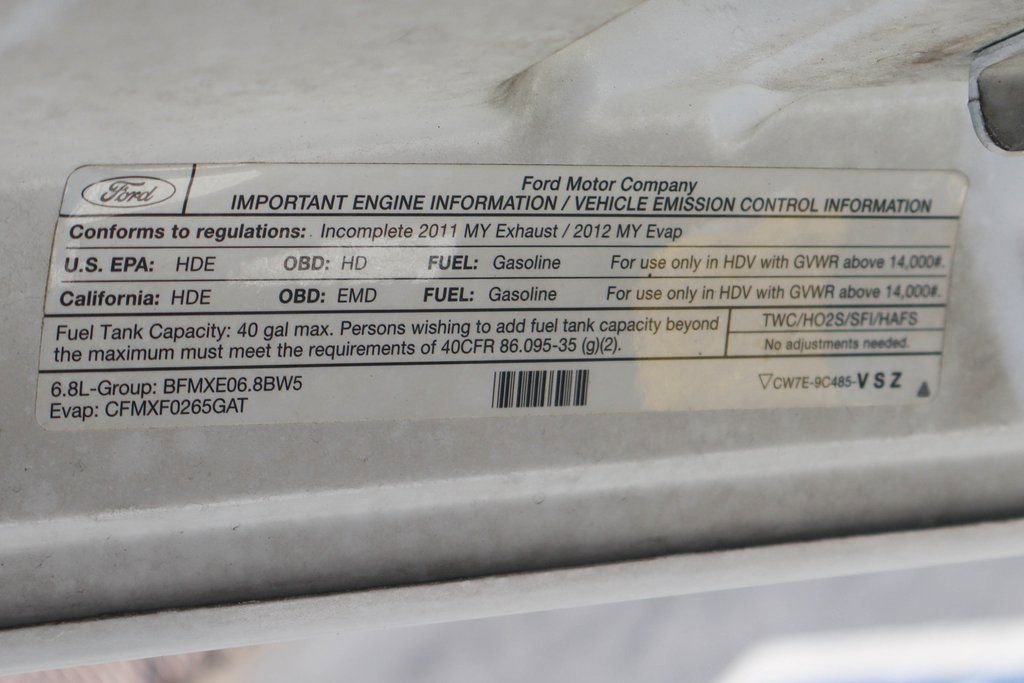 Ford
Ford Motor Company
IMPORTANT ENGINE INFORMATION / VEHICLE EMISSION CONTROL INFORMATION
Conforms to regulations: Incomplete 2011 MY Exhaust / 2012 MY Evap
U.S. EPA: HDE OBD: HD FUEL: Gasoline For use only in HDV with GVWR above 14,000#.
California: HDE OBD: EMD FUEL: Gasoline For use only in HDV with GVWR above 14,000#.
Fuel Tank Capacity: 40 gal max. Persons wishing to add fuel tank capacity beyond
the maximum must meet the requirements of 40CFR 86.095-35 (g)(2).
TWC/HO2S/SFI/HAFS
No adjustments needed.
6.8L-Group: BFMXE06.8BW5
Evap: CFMXF0265GAT
▽CW7E-9C485-VSZ